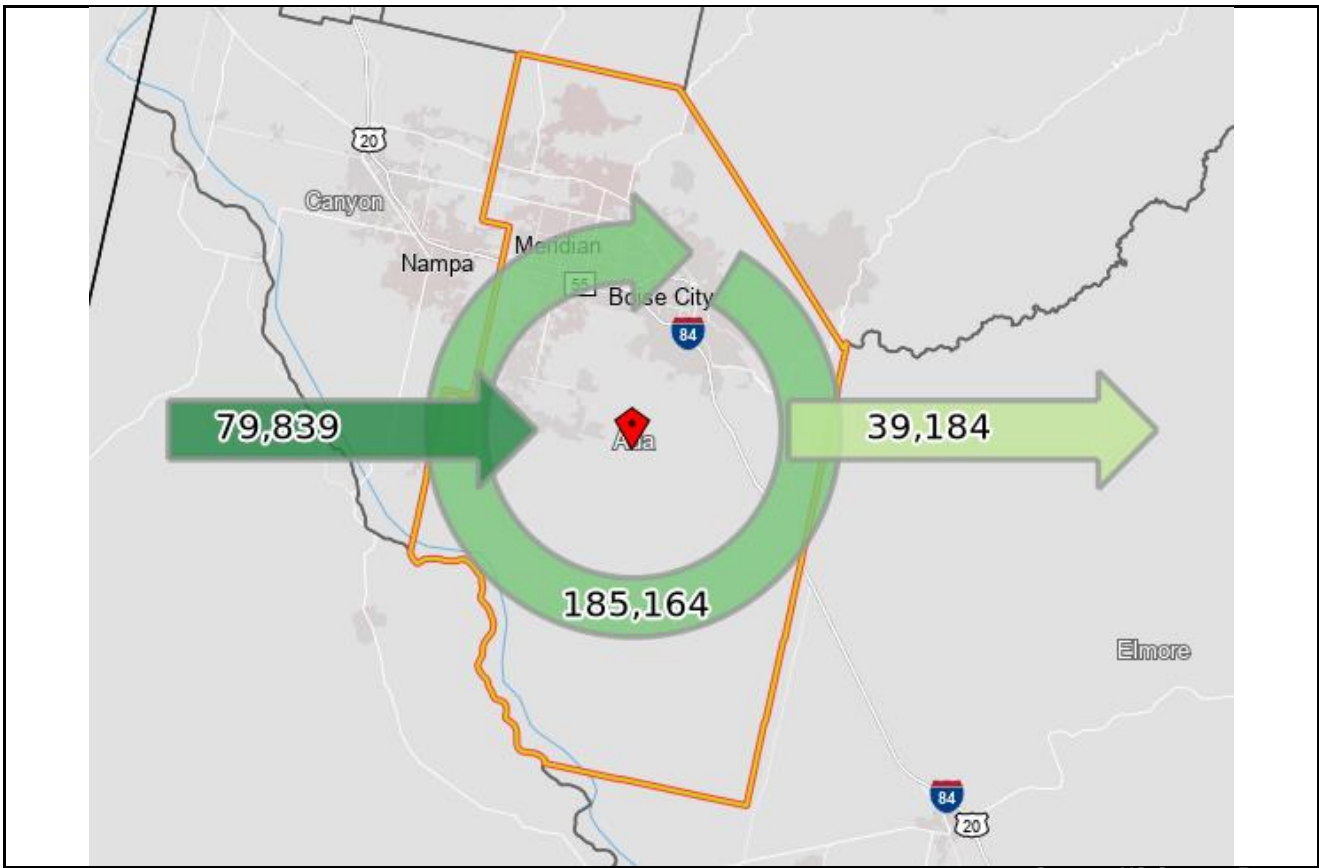 20
Canyon
Meridian
Nampa
55
Boise City
84
79,839
39,184
Ada
185,164
Elmore
84
20